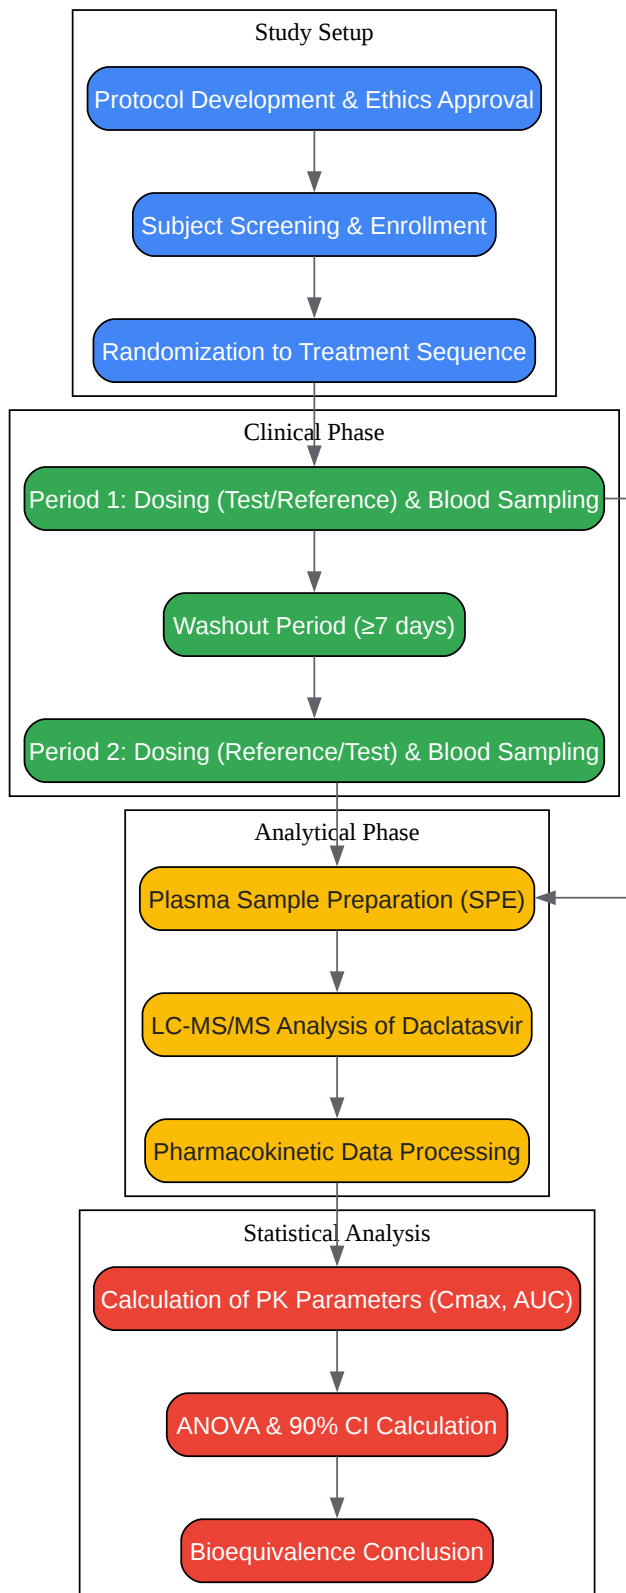 Study Setup
Protocol Development & Ethics Approval
Subject Screening & Enrollment
Randomization to Treatment Sequence
Clinical Phase
Period 1: Dosing (Test/Reference) & Blood Sampling
Washout Period (≥7 days)
Period 2: Dosing (Reference/Test) & Blood Sampling
Analytical Phase
Plasma Sample Preparation (SPE)
LC-MS/MS Analysis of Daclatasvir
Pharmacokinetic Data Processing
Statistical Analysis
Calculation of PK Parameters (Cmax, AUC)
ANOVA & 90% CI Calculation
Bioequivalence Conclusion